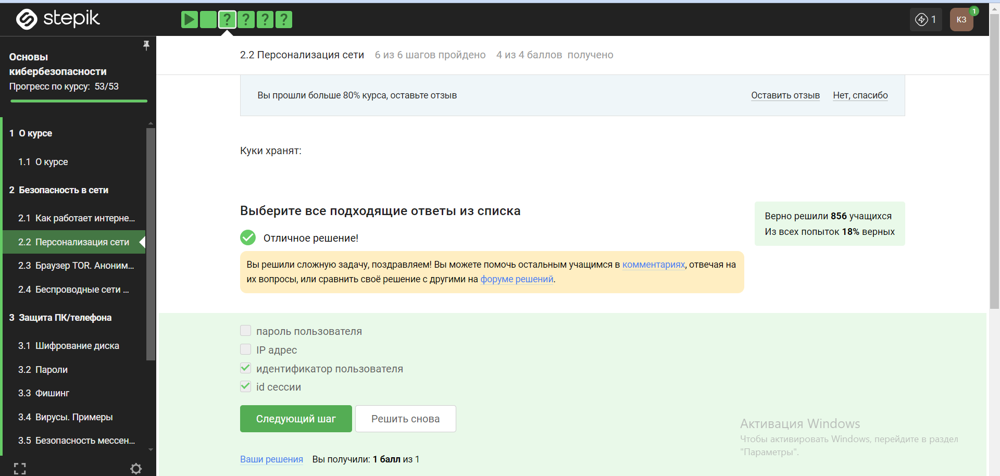 stepik
?
?
?
?
1
КЗ
1
Основы
кибербезопасности
Прогресс по курсу: 53/53
1 О курсе
1.1 О курсе
2 Безопасность в сети
2.1 Как работает интерне...
2.2 Персонализация сети
2.3 Браузер TOR. Аноним...
2.4 Беспроводные сети ...
3 Защита ПК/телефона
3.1 Шифрование диска
3.2 Пароли
3.3 Фишинг
3.4 Вирусы. Примеры
3.5 Безопасность мессен...
2.2 Персонализация сети 6 из 6 шагов пройдено 4 из 4 баллов получено
Вы прошли больше 80% курса, оставьте отзыв
Оставить отзыв
Нет, спасибо
Куки хранят:
Выберите все подходящие ответы из списка
Отличное решение!
Верно решили 856 учащихся
Из всех попыток 18% верных
Вы решили сложную задачу, поздравляем! Вы можете помочь остальным учащимся в комментариях, отвечая на
их вопросы, или сравнить своё решение с другими на форуме решений.
пароль пользователя
IP адрес
идентификатор пользователя
id сессии
Следующий шаг
Решить снова
Ваши решения Вы получили: 1 балл из 1
Активация Windows
Чтобы активировать Windows, перейдите в раздел
"Параметры".